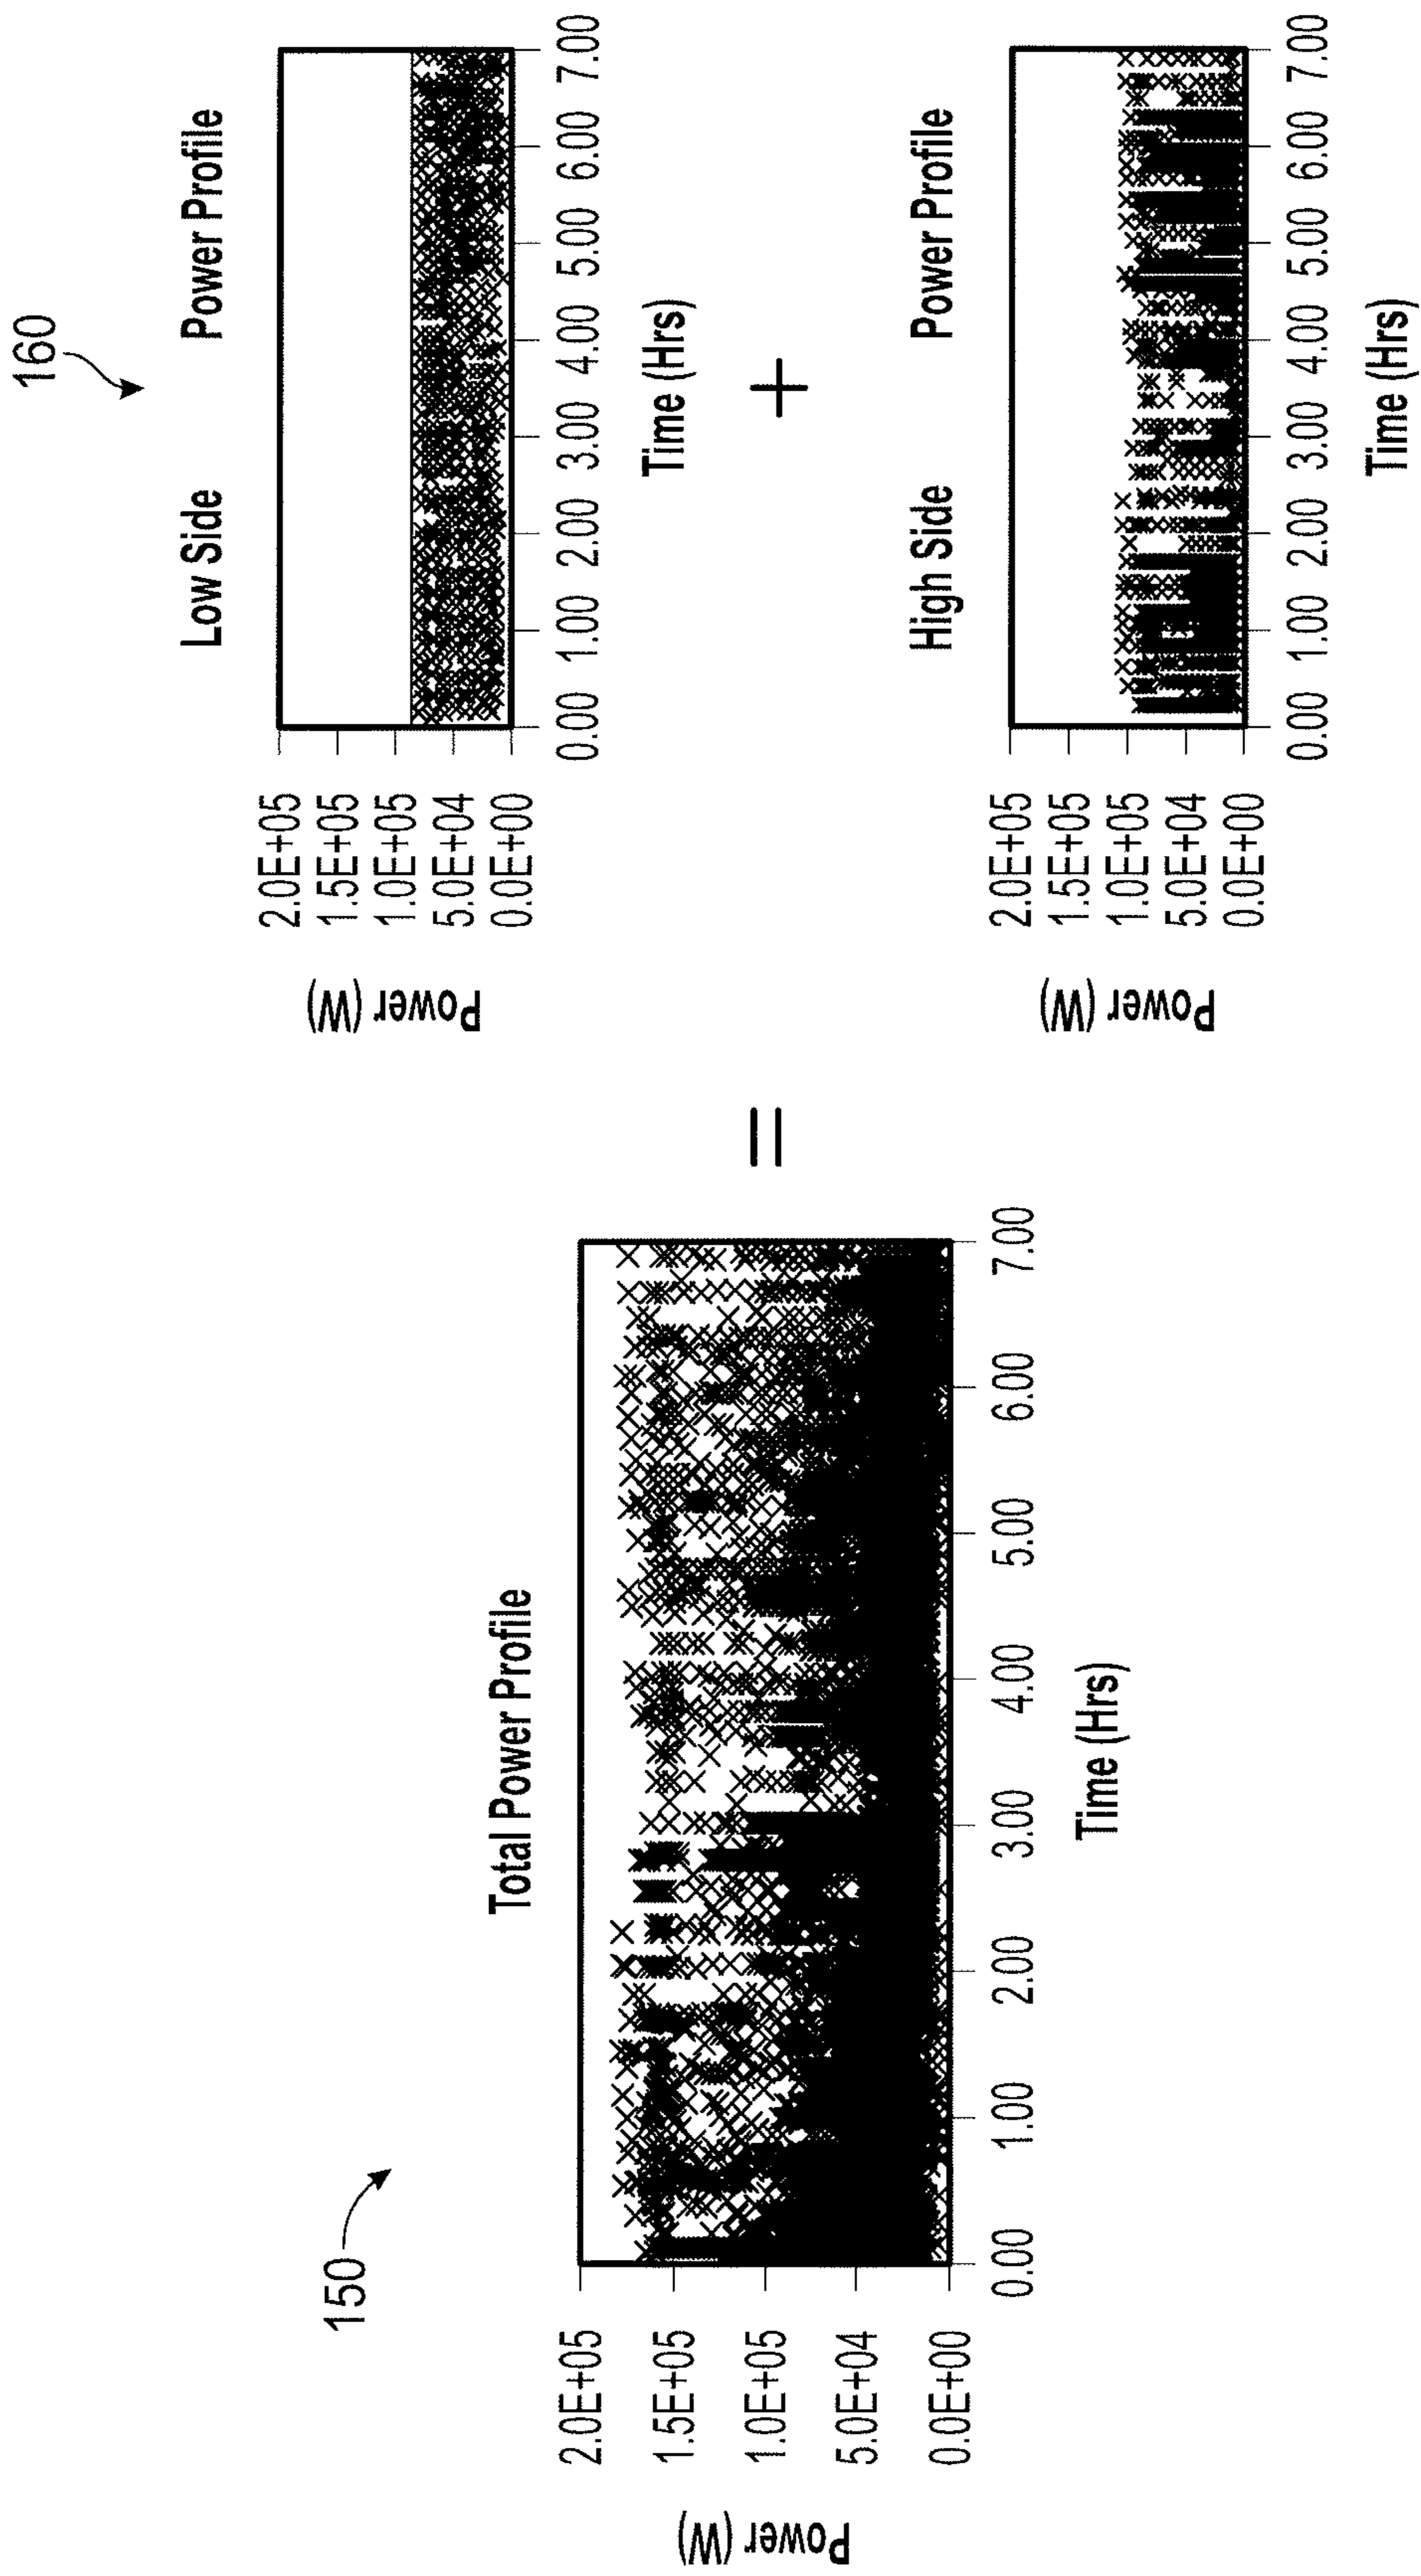 150
Total Power Profile
Power (W)
2.0E+05
1.5E+05
1.0E+05
5.0E+04
0.0E+00
0.00 1.00 2.00 3.00 4.00 5.00 6.00 7.00
Time (Hrs)
=
160
Low Side Power Profile
Power (W)
2.0E+05
1.5E+05
1.0E+05
5.0E+04
0.0E+00
0.00 1.00 2.00 3.00 4.00 5.00 6.00 7.00
Time (Hrs)
+
High Side Power Profile
Power (W)
2.0E+05
1.5E+05
1.0E+05
5.0E+04
0.0E+00
0.00 1.00 2.00 3.00 4.00 5.00 6.00 7.00
Time (Hrs)